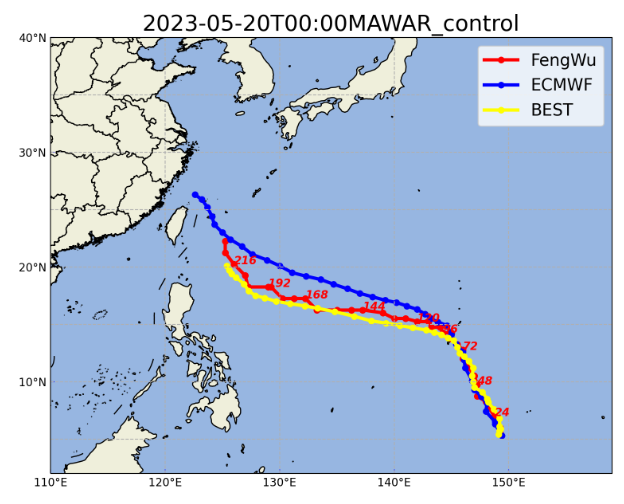 2023-05-20T00:00MAWAR_control
FengWu
ECMWF
BEST
40°N
30°N
20°N
10°N
216
192
168
144
120
96
72
48
24
110°E 120°E 130°E 140°E 150°E